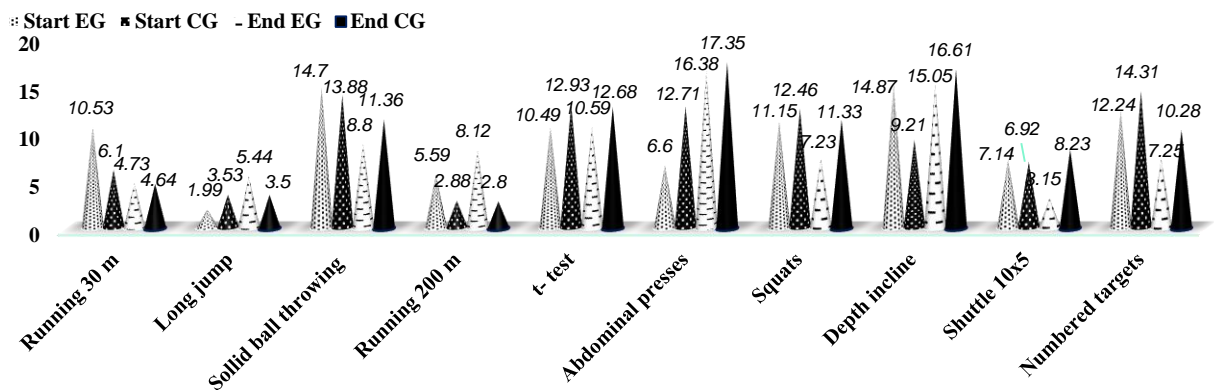 Start EG Start CG End EG End CG
20
15
10
5
0
10.53 6.1 4.73 4.64
1.99 3.53 5.44 3.5
14.7 13.88 8.8 11.36
5.59 2.88 8.12 2.8
10.49 12.93 10.59 12.68
6.6 12.71 16.38 17.35
11.15 12.46 7.23 11.33
14.87 9.21 15.05 16.61
7.14 6.92 8.23
12.24 14.31 7.25 10.28
Running 30 m
Long jump
Sollid ball throwing
Running 200 m
t- test
Abdominal presses
Squats
Depth incline
Shuttle 10x5
Numbered targets